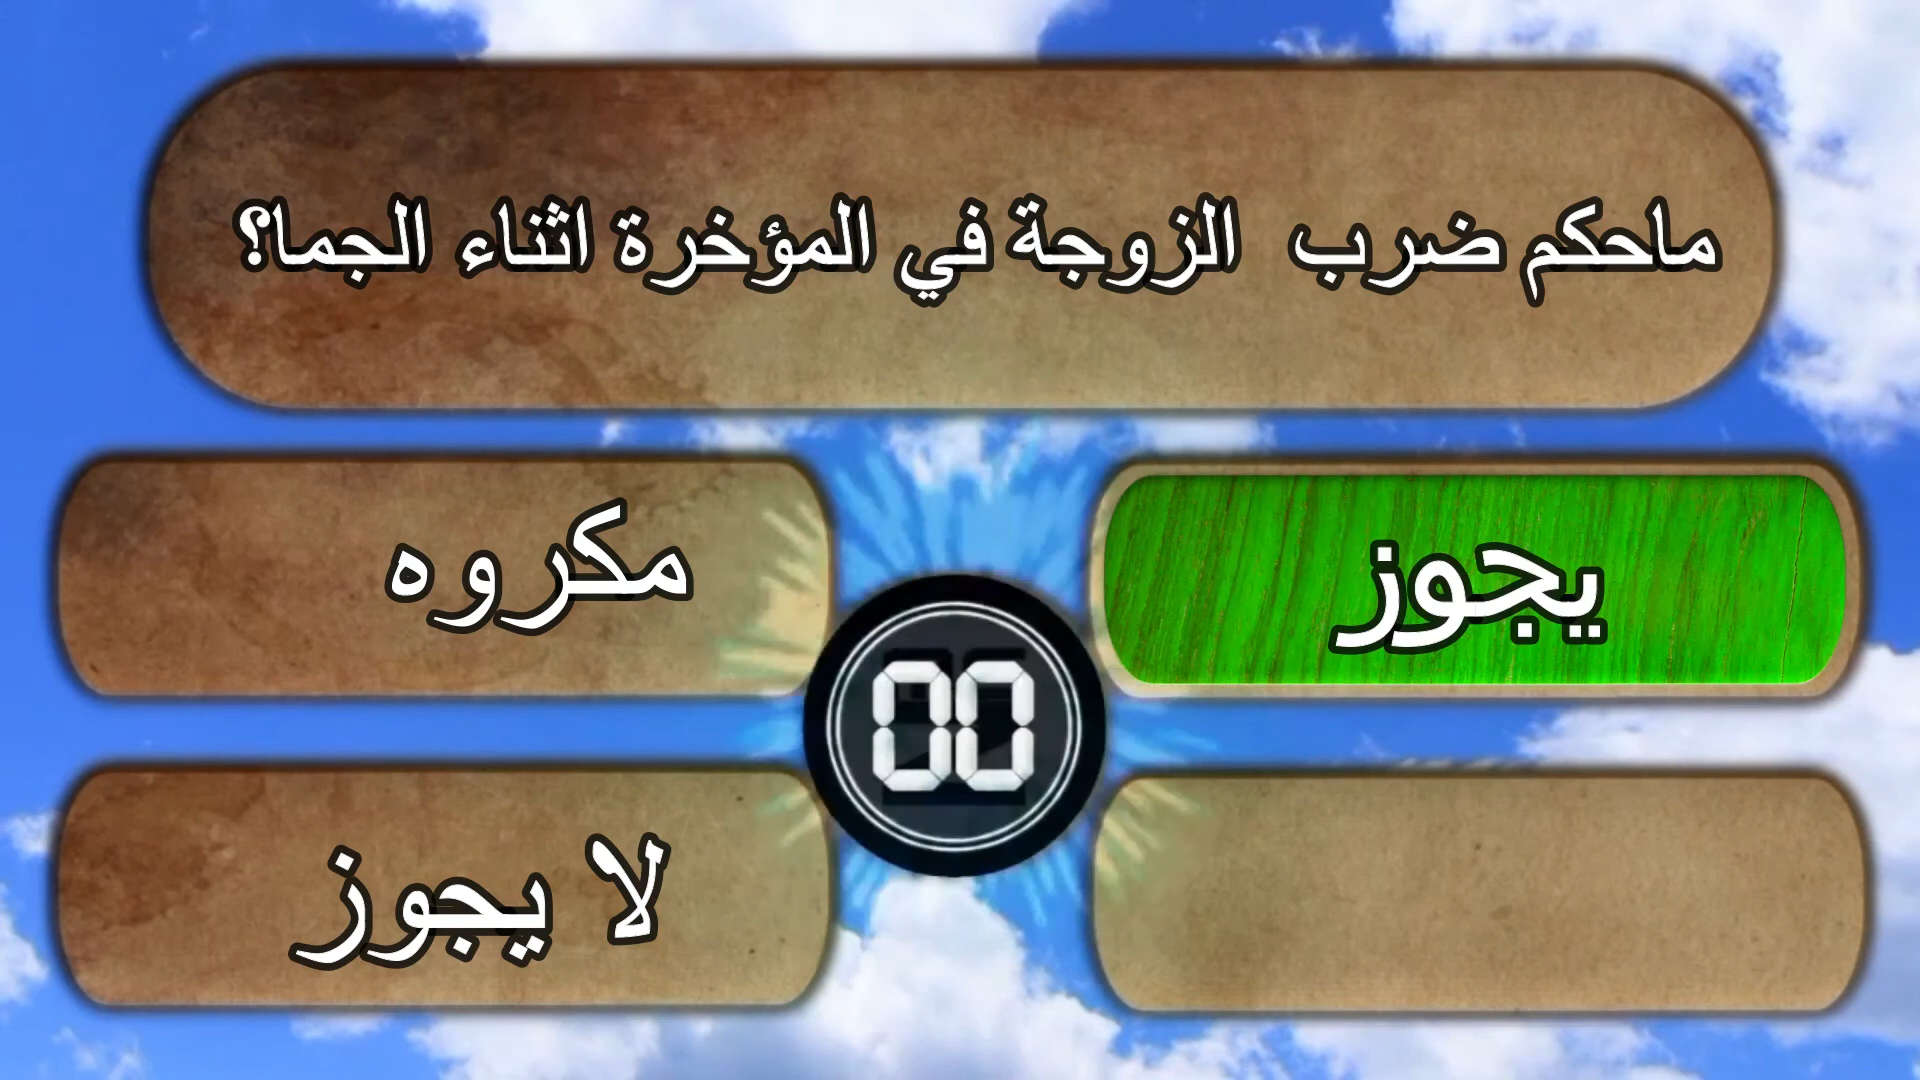 ماحكم ضرب الزوجة في المؤخرة اثناء الجما؟
يجوز
مكروه
00
لا يجوز